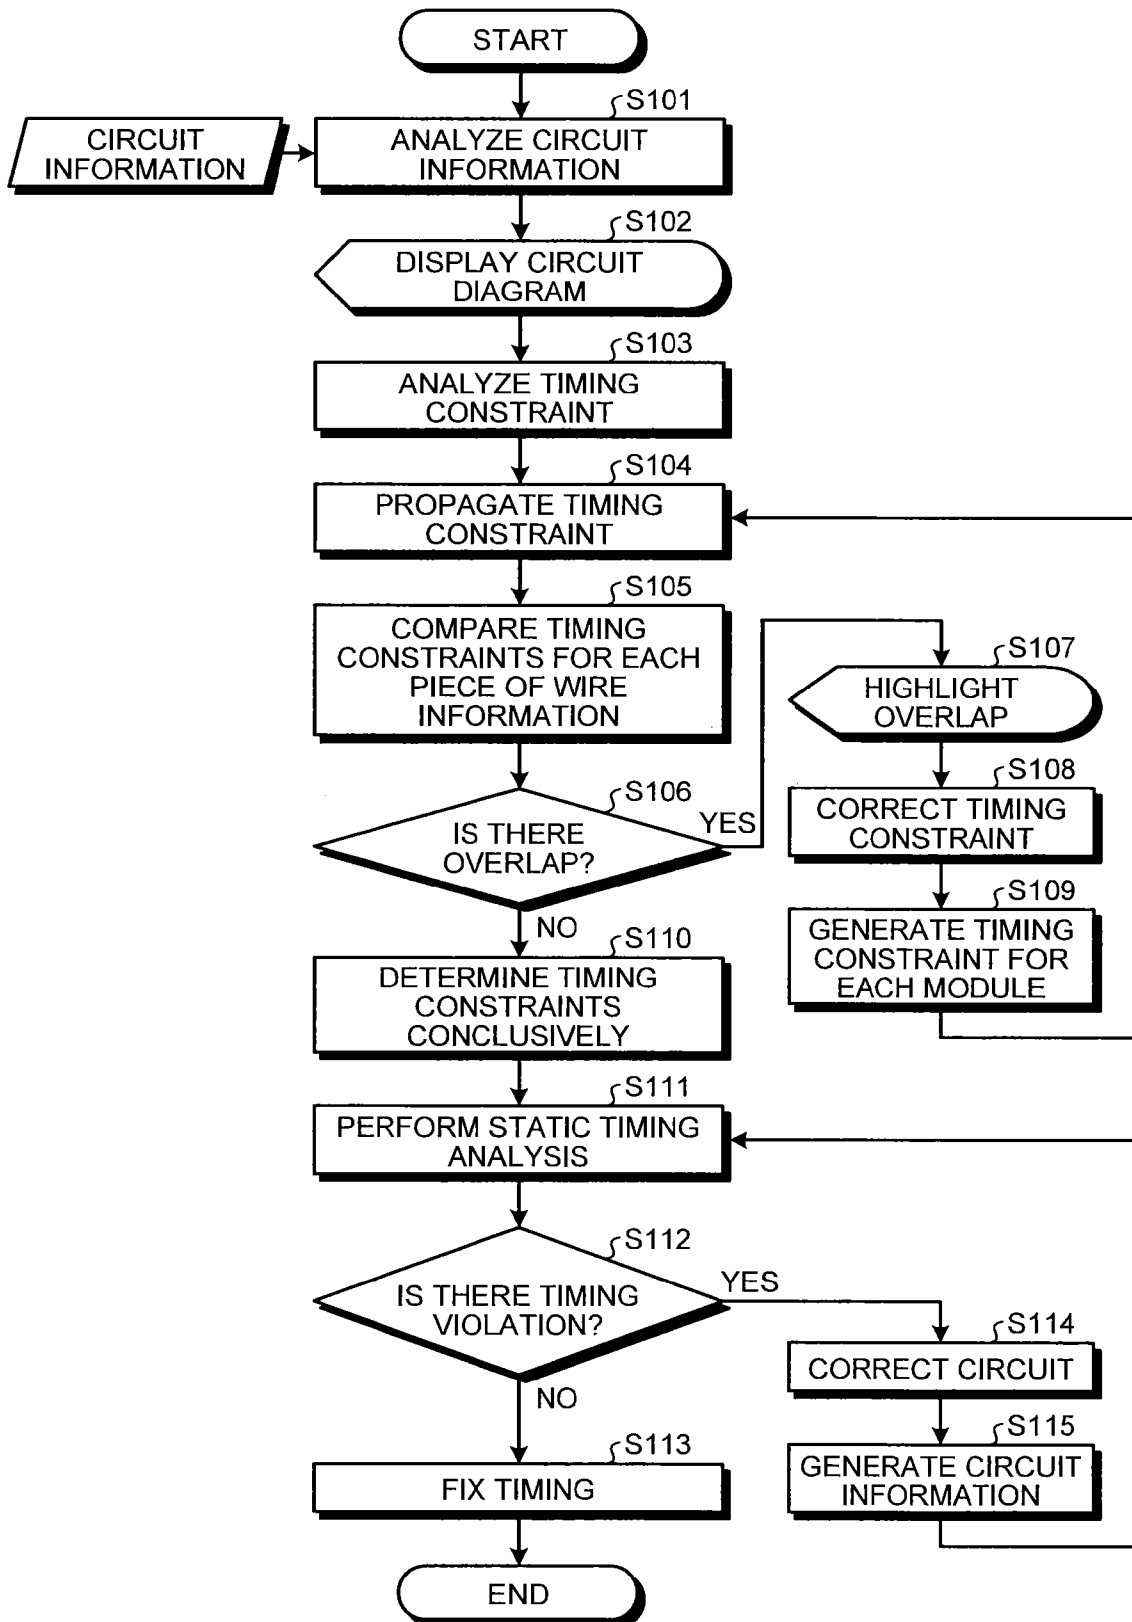 START
S101
CIRCUIT
INFORMATION
ANALYZE CIRCUIT
INFORMATION
S102
DISPLAY CIRCUIT
DIAGRAM
S103
ANALYZE TIMING
CONSTRAINT
S104
PROPAGATE TIMING
CONSTRAINT
S105
COMPARE TIMING
CONSTRAINTS FOR EACH
PIECE OF WIRE
INFORMATION
S106
IS THERE
OVERLAP?
YES
NO
S107
HIGHLIGHT
OVERLAP
S108
CORRECT TIMING
CONSTRAINT
S109
GENERATE TIMING
CONSTRAINT FOR
EACH MODULE
S110
DETERMINE TIMING
CONSTRAINTS
CONCLUSIVELY
S111
PERFORM STATIC TIMING
ANALYSIS
S112
IS THERE TIMING
VIOLATION?
YES
NO
S114
CORRECT CIRCUIT
S115
GENERATE CIRCUIT
INFORMATION
S113
FIX TIMING
END